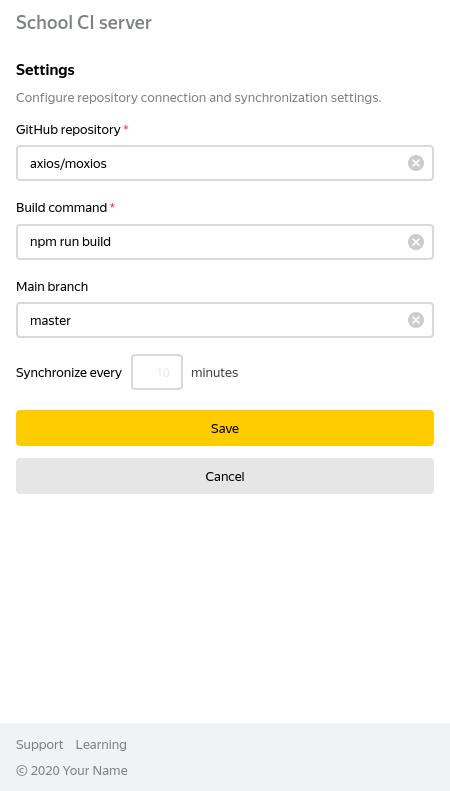 School CI server
Settings
Configure repository connection and synchronization settings.
GitHub repository *
axios/moxios
Build command *
npm run build
Main branch
master
Synchronize every 10 minutes
Save
Cancel
Support Learning
© 2020 Your Name